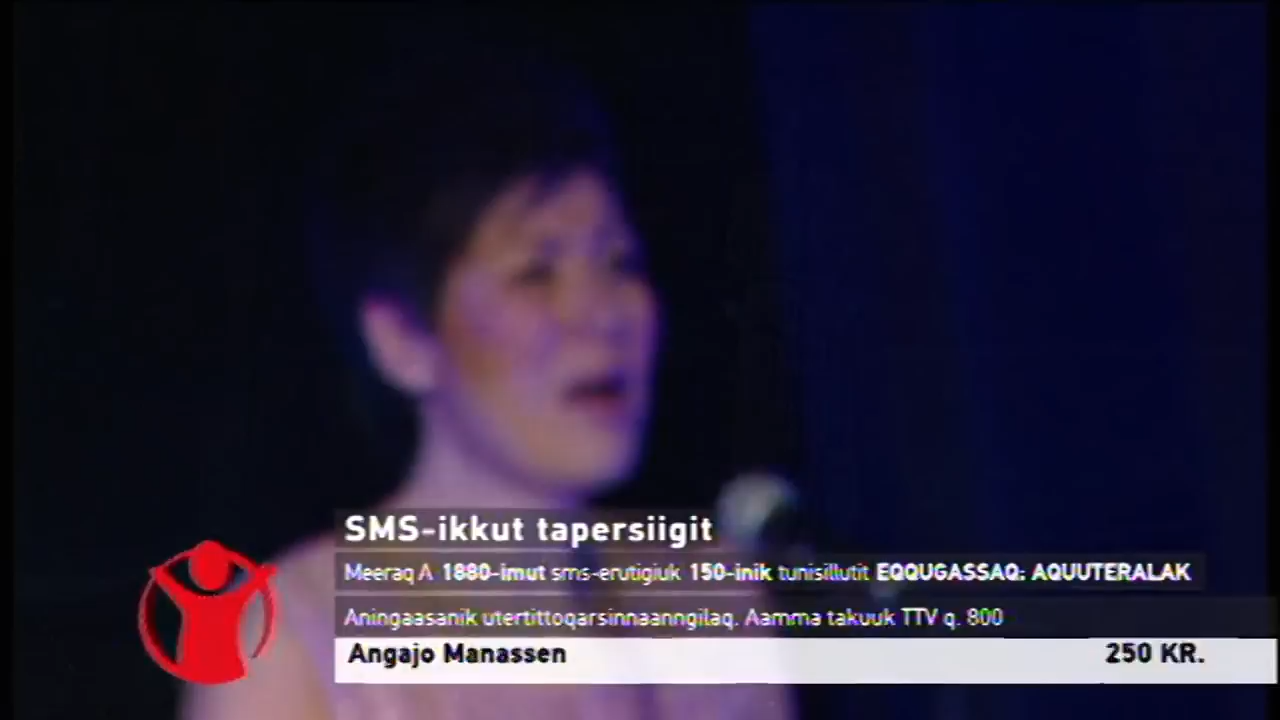 SMS-ikkut tapersiigit
Meeraq A 1880-imut sms-erutigiuk 150-inik tunisillutit EQQUGASSAQ: AQUUTERALAK
Aningaasanik utertittoqarsinnaanngilaq. Aamma takuuk TTV q. 800
Angajo Manassen 250 KR.